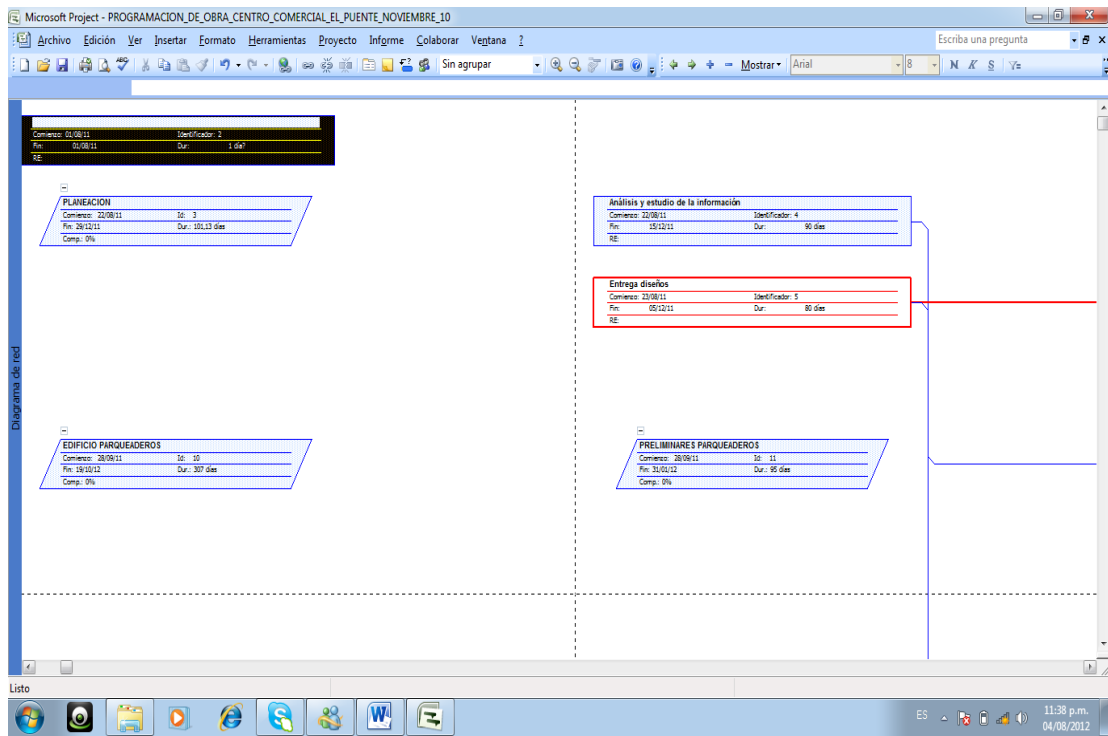 Microsoft Project - PROGRAMACION_DE_OBRA_CENTRO_COMERCIAL_EL_PUENTE_NOVIEMBRE_10
Archivo Edición Ver Insertar Formato Herramientas Proyecto Informe Colaborar Ventana ? Escriba una pregunta
Sin agrupar Mostrar Arial 8 N K S
Comienzo: 01/08/11 Identificador: 2
Fin: 01/08/11 Dur: 1 día?
RE:
PLANEACION
Comienzo: 22/08/11 Id: 3
Fin: 29/12/11 Dur.: 101,13 días
Comp.: 0%
Análisis y estudio de la información
Comienzo: 22/08/11 Identificador: 4
Fin: 15/12/11 Dur: 90 días
RE:
Entrega diseños
Comienzo: 23/08/11 Identificador: 5
Fin: 05/12/11 Dur: 80 días
RE:
Diagrama de red
EDIFICIO PARQUEADEROS
Comienzo: 28/09/11 Id: 10
Fin: 19/10/12 Dur.: 307 días
Comp.: 0%
PRELIMINARES PARQUEADEROS
Comienzo: 28/09/11 Id: 11
Fin: 31/01/12 Dur.: 95 días
Comp.: 0%
Listo
ES 11:38 p.m.
04/08/2012